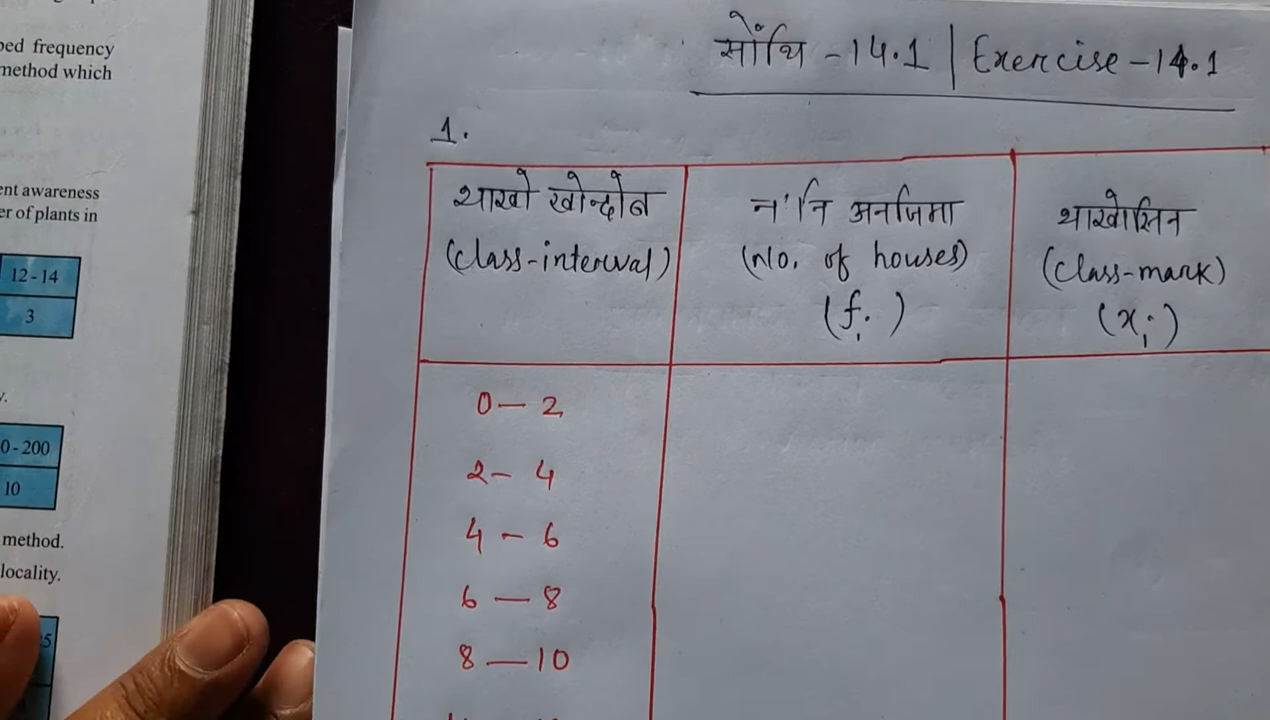 ped frequency
method which
ent awareness
er of plants in
12 - 14
3
y.
0 - 200
10
method.
locality.
5
सोंथि - 14.1 | Exercise - 14.1
1.
थाखो खोन्दोब
(class-interval)
न'नि अनजिमा
(No. of houses)
(fi)
थाखोसिन
(class-mark)
(xi)
0 — 2
2 — 4
4 — 6
6 — 8
8 — 10